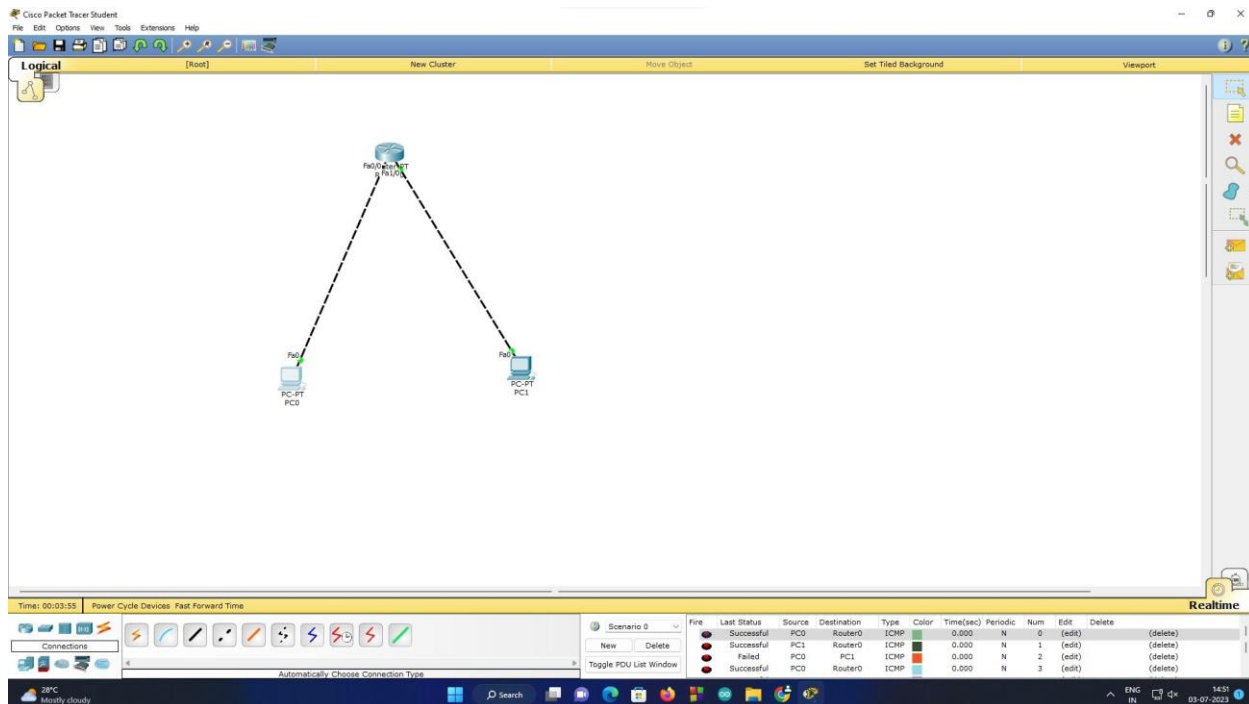 Cisco Packet Tracer Student
File Edit Options View Tools Extensions Help
Logical [Root] New Cluster Move Object Set Tiled Background Viewport
Fa0/0
Fa1/0
Fa0 Fa0
PC-PT
PC0
PC-PT
PC1
Time: 00:03:55 Power Cycle Devices Fast Forward Time Realtime
Connections
Automatically Choose Connection Type
Scenario 0
New Delete
Toggle PDU List Window
Fire Last Status Source Destination Type Color Time(sec) Periodic Num Edit Delete
Successful PC0 Router0 ICMP 0.000 N 0 (edit) (delete)
Successful PC1 Router0 ICMP 0.000 N 1 (edit) (delete)
Failed PC0 PC1 ICMP 0.000 N 2 (edit) (delete)
Successful PC0 Router0 ICMP 0.000 N 3 (edit) (delete)
28°C
Mostly cloudy
Search
ENG
IN
14:51
03-07-2023